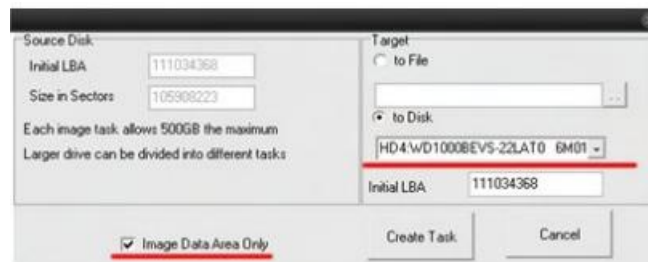 Source Disk
Initial LBA 111034368
Size in Sectors 105908223
Each image task allows 500GB the maximum
Larger drive can be divided into different tasks
Image Data Area Only
Target
to File
...
to Disk
HD4:WD1000BEVS-22LAT0 6M01
Initial LBA 111034368
Create Task
Cancel